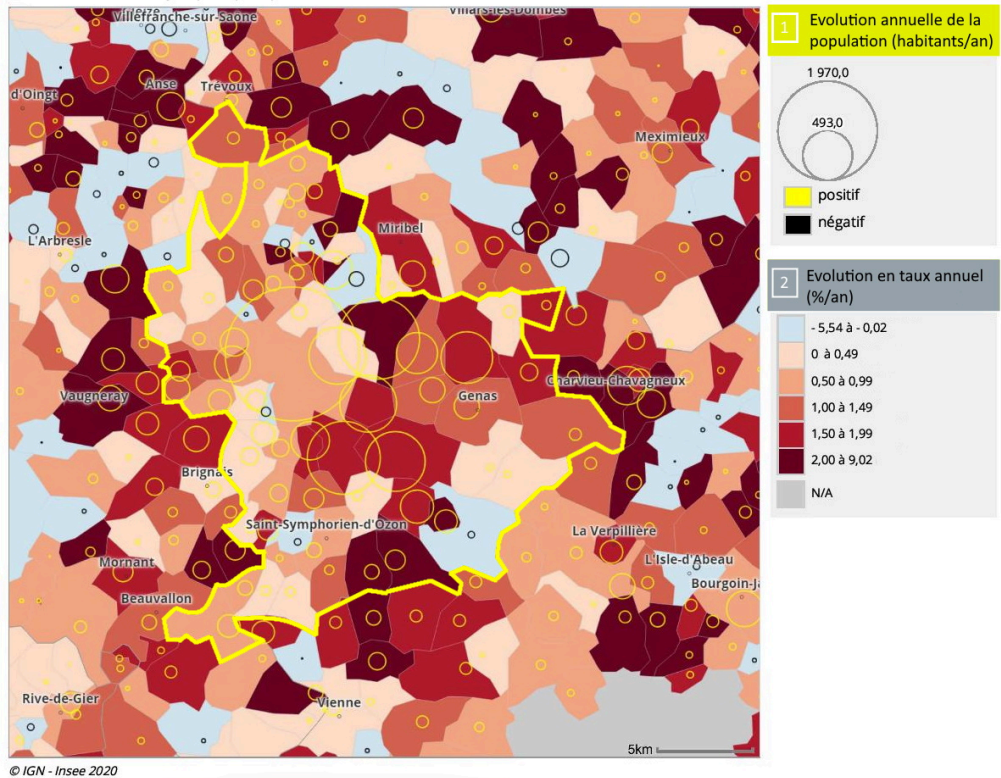 Villefranche-sur-Saône
Villars-les-Dombes
Anse
Trévoux
d'Oingt
Meximieux
L'Arbresle
Miribel
Charvieu-Chavagneux
Vaugneray
Genas
Brignais
Saint-Symphorien-d'Ozon
La Verpillière
Mornant
L'Isle-d'Abeau
Bourgoin-Ja
Beauvallon
Rive-de-Gier
Vienne
5km
© IGN - Insee 2020
1
Evolution annuelle de la
population (habitants/an)
1 970,0
493,0
positif
négatif
2
Evolution en taux annuel
(%/an)
- 5,54 à - 0,02
0 à 0,49
0,50 à 0,99
1,00 à 1,49
1,50 à 1,99
2,00 à 9,02
N/A